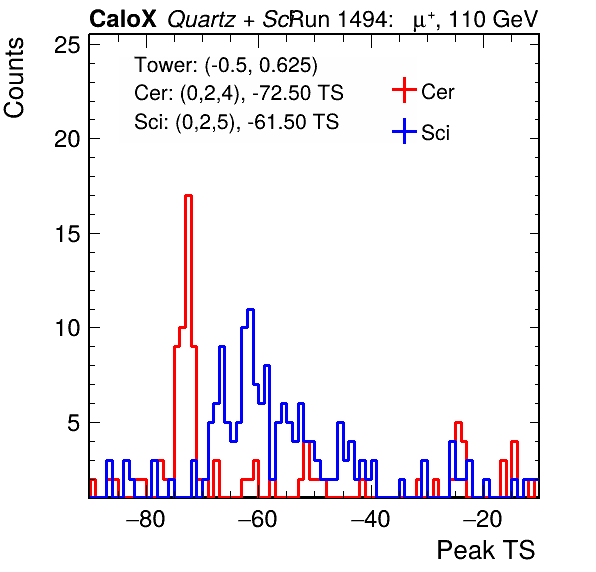 CaloX Quartz + Sci Run 1494: μ⁺, 110 GeV
Counts
25
20
15
10
5
Tower: (-0.5, 0.625)
Cer: (0,2,4), -72.50 TS
Sci: (0,2,5), -61.50 TS
Cer
Sci
−80 −60 −40 −20
Peak TS